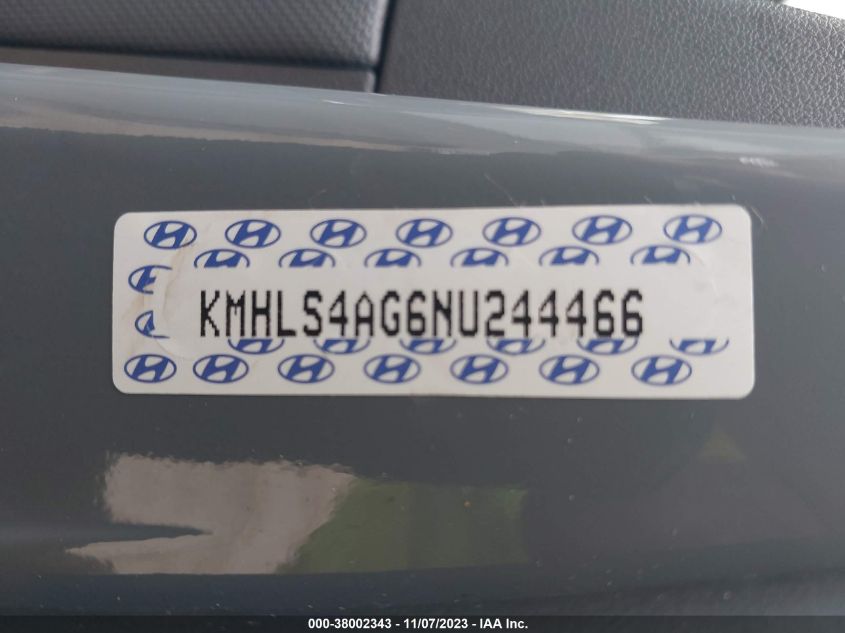 KMHLS4AG6NU244466
000-38002343 - 11/07/2023 - IAA Inc.